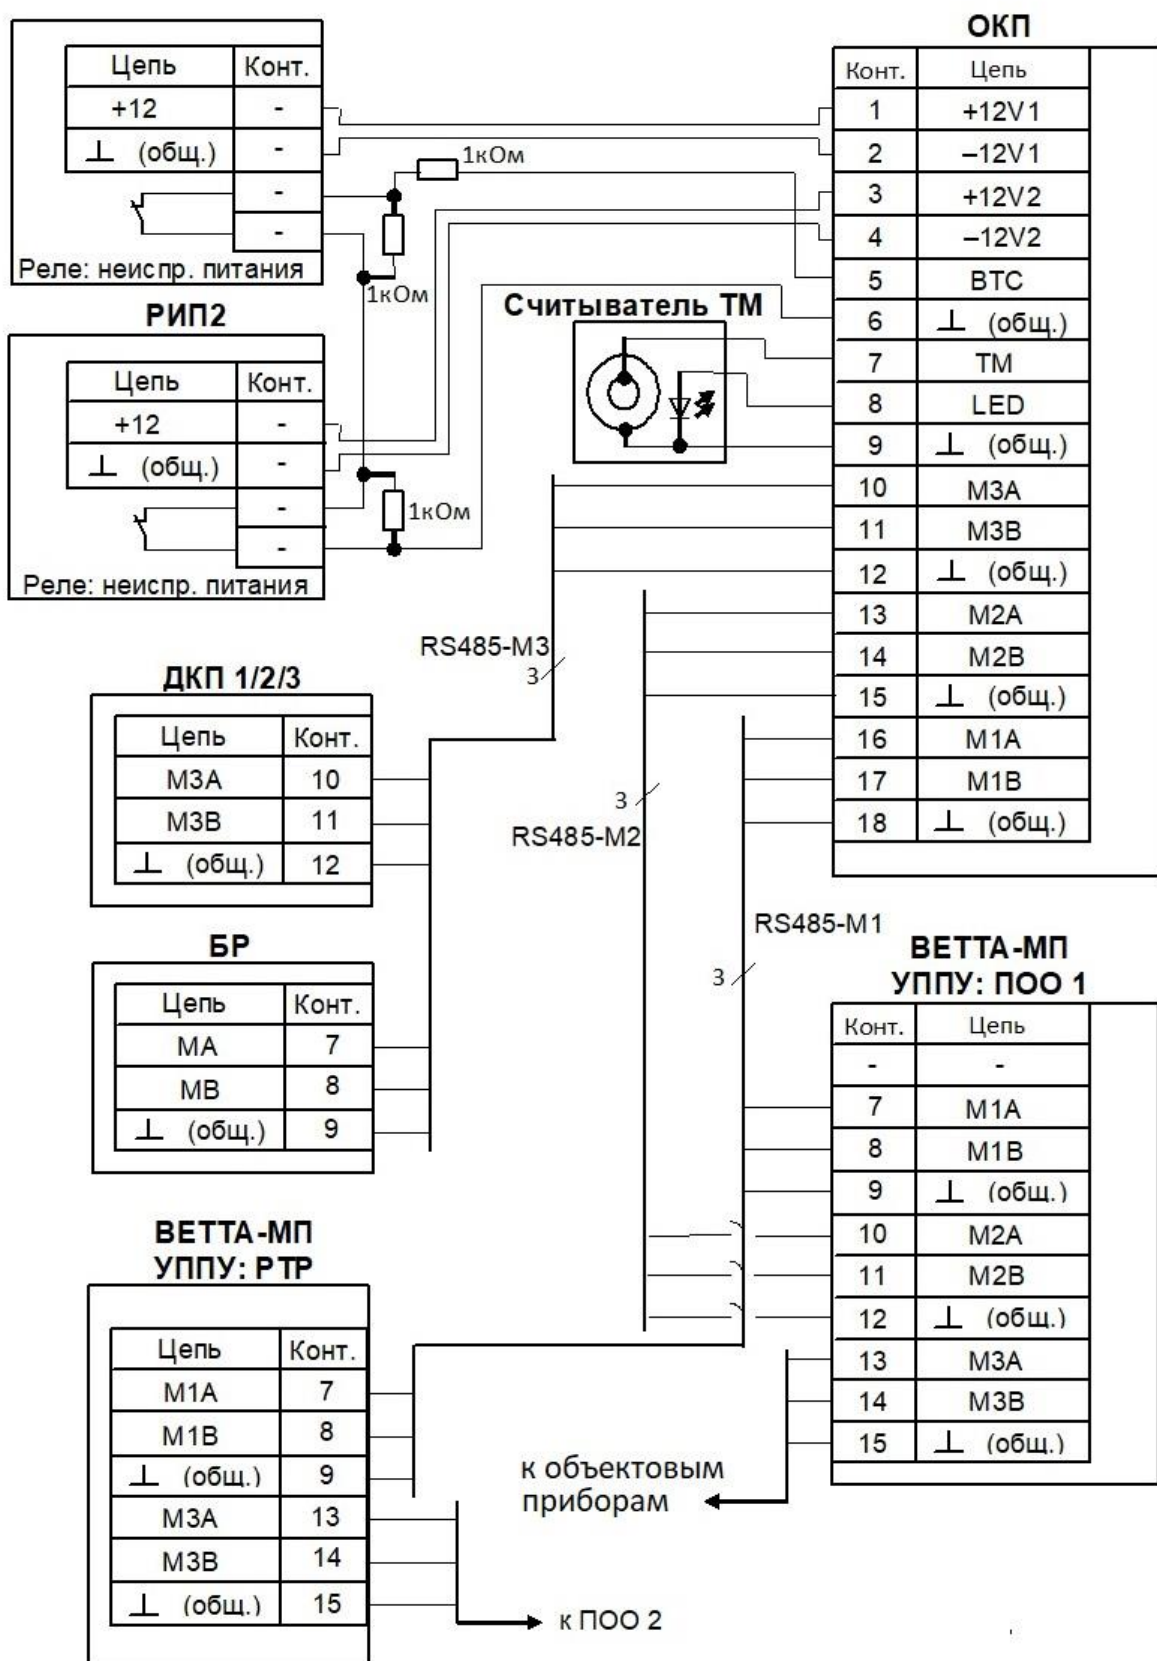 Цепь Конт.
+12 -
⊥ (общ.) -
-
-
Реле: неиспр. питания
1кОм
1кОм
РИП2
Цепь Конт.
+12 -
⊥ (общ.) -
-
-
Реле: неиспр. питания
1кОм
Считыватель ТМ
ОКП
Конт. Цепь
1 +12V1
2 –12V1
3 +12V2
4 –12V2
5 ВТС
6 ⊥ (общ.)
7 ТМ
8 LED
9 ⊥ (общ.)
10 М3А
11 М3В
12 ⊥ (общ.)
13 М2А
14 М2В
15 ⊥ (общ.)
16 М1А
17 М1В
18 ⊥ (общ.)
RS485-М3
3
3
RS485-М2
RS485-М1
3
ДКП 1/2/3
Цепь Конт.
М3А 10
М3В 11
⊥ (общ.) 12
БР
Цепь Конт.
МА 7
МВ 8
⊥ (общ.) 9
ВЕТТА-МП
УППУ: ПОО 1
Конт. Цепь
- -
7 М1А
8 М1В
9 ⊥ (общ.)
10 М2А
11 М2В
12 ⊥ (общ.)
13 М3А
14 М3В
15 ⊥ (общ.)
ВЕТТА-МП
УППУ: РТР
Цепь Конт.
М1А 7
М1В 8
⊥ (общ.) 9
М3А 13
М3В 14
⊥ (общ.) 15
к объектовым
приборам
к ПОО 2